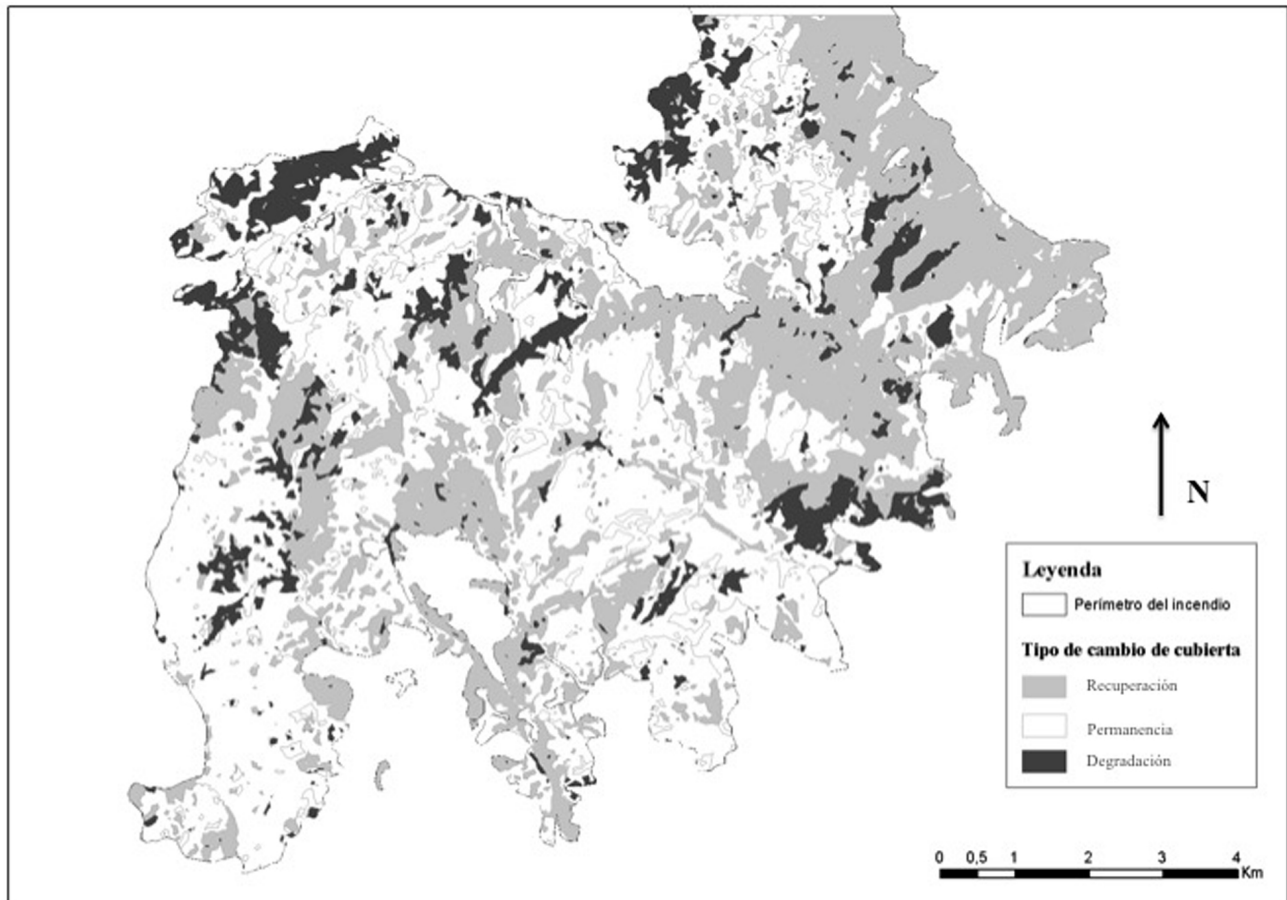 N
Leyenda
Perímetro del incendio
Tipo de cambio de cubierta
Recuperación
Permanencia
Degradación
0 0,5 1 2 3 4
Km